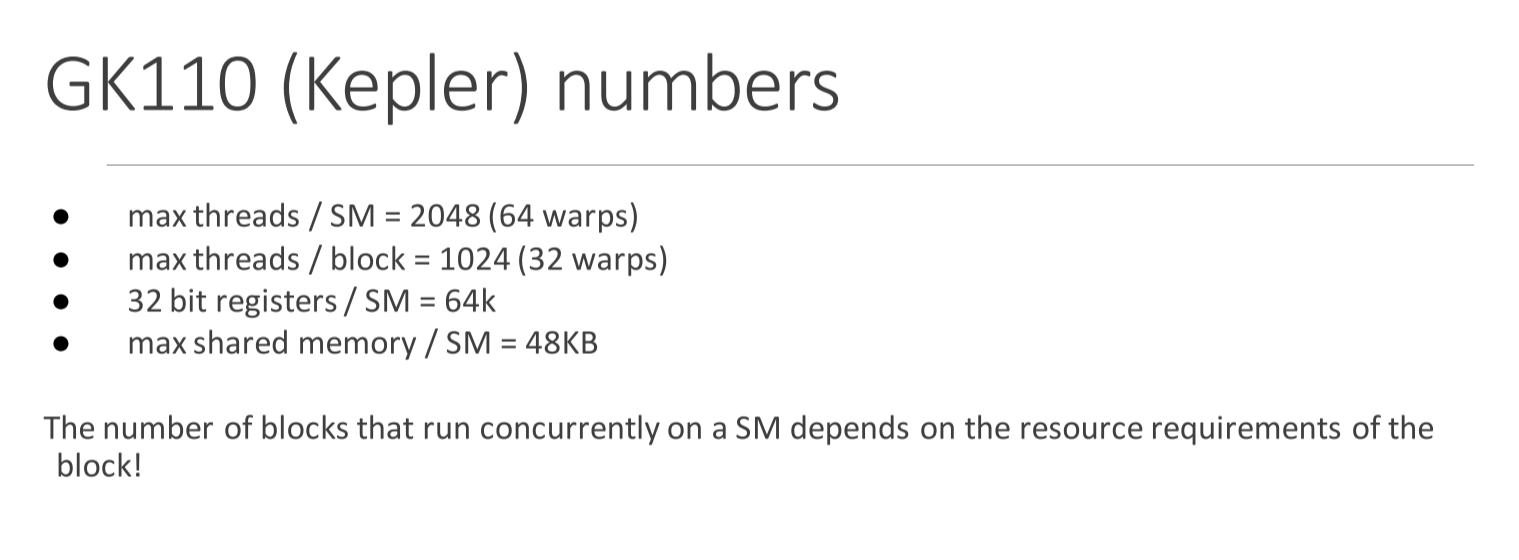 GK110 (Kepler) numbers
● max threads / SM = 2048 (64 warps)
● max threads / block = 1024 (32 warps)
● 32 bit registers / SM = 64k
● max shared memory / SM = 48KB
The number of blocks that run concurrently on a SM depends on the resource requirements of the
block!